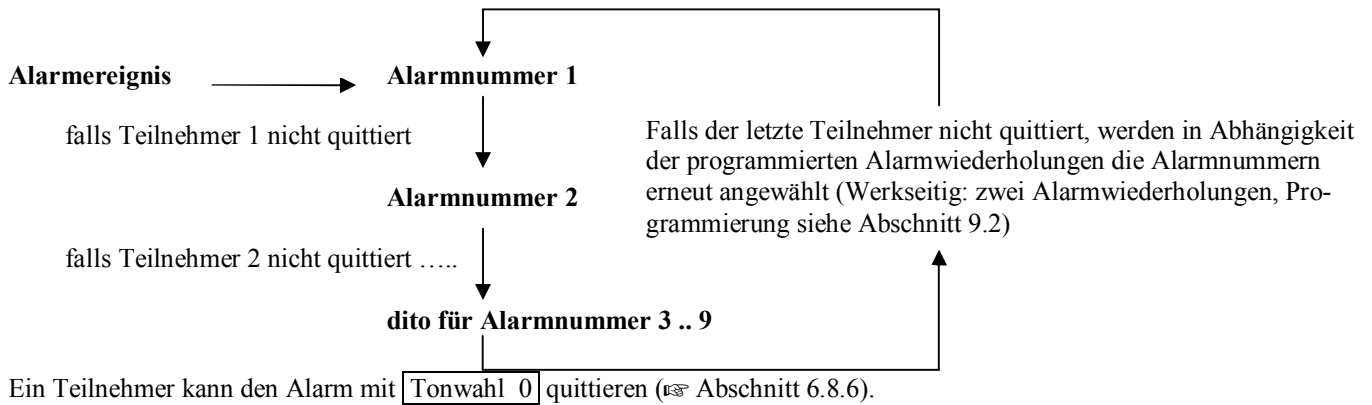 Alarmereignis
Alarmnummer 1
falls Teilnehmer 1 nicht quittiert
Alarmnummer 2
falls Teilnehmer 2 nicht quittiert …..
dito für Alarmnummer 3 .. 9
Falls der letzte Teilnehmer nicht quittiert, werden in Abhängigkeit
der programmierten Alarmwiederholungen die Alarmnummern
erneut angewählt (Werkseitig: zwei Alarmwiederholungen, Pro-
grammierung siehe Abschnitt 9.2)
Ein Teilnehmer kann den Alarm mit Tonwahl 0 quittieren (☞ Abschnitt 6.8.6).